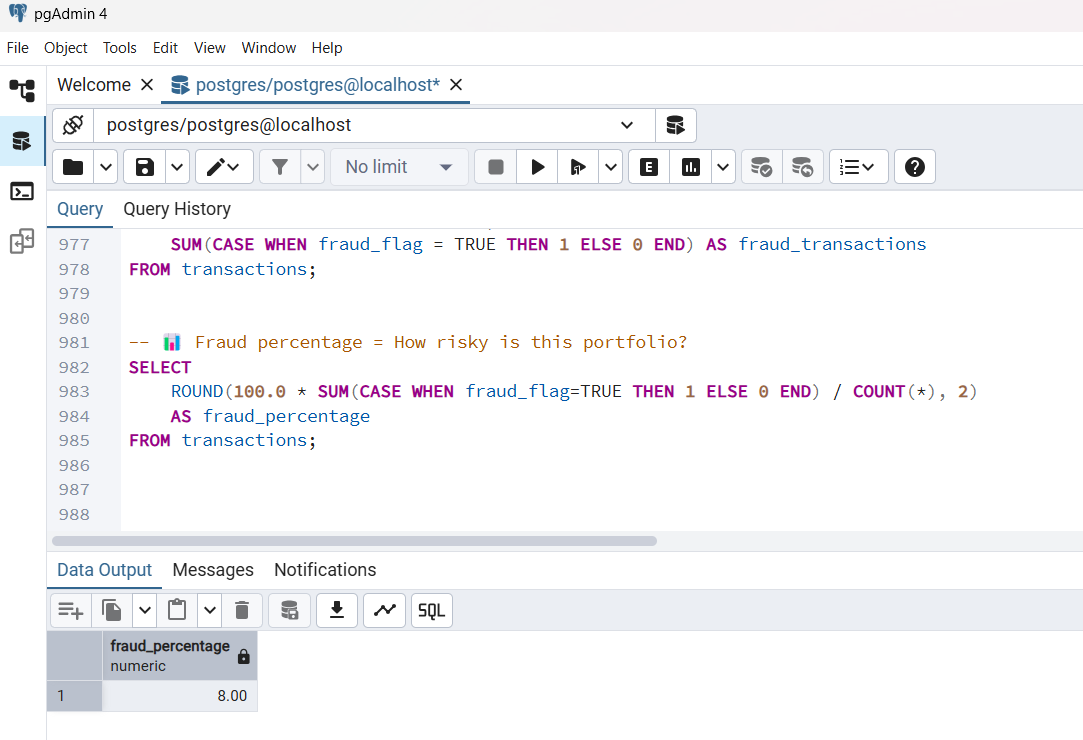 pgAdmin 4
File Object Tools Edit View Window Help
Welcome postgres/postgres@localhost*
postgres/postgres@localhost
No limit E
Query Query History
977 SUM(CASE WHEN fraud_flag = TRUE THEN 1 ELSE 0 END) AS fraud_transactions
978 FROM transactions;
979
980
981 -- 📊 Fraud percentage = How risky is this portfolio?
982 SELECT
983 ROUND(100.0 * SUM(CASE WHEN fraud_flag=TRUE THEN 1 ELSE 0 END) / COUNT(*), 2)
984 AS fraud_percentage
985 FROM transactions;
986
987
988
Data Output Messages Notifications
SQL
fraud_percentage
numeric
1 8.00